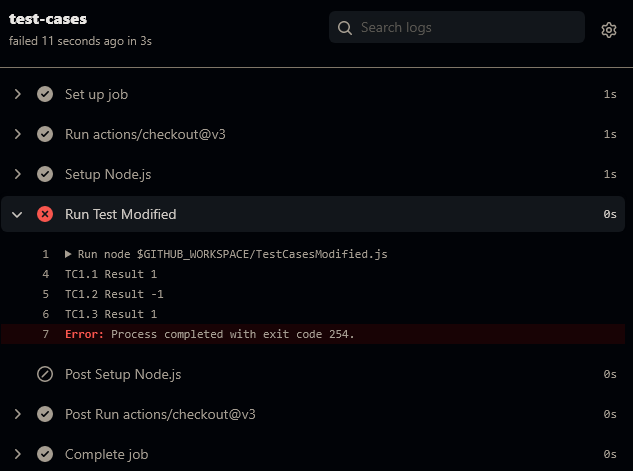 test-cases
failed 11 seconds ago in 3s
Search logs
Set up job 1s
Run actions/checkout@v3 1s
Setup Node.js 1s
Run Test Modified 0s
1 Run node $GITHUB_WORKSPACE/TestCasesModified.js
4 TC1.1 Result 1
5 TC1.2 Result -1
6 TC1.3 Result 1
7 Error: Process completed with exit code 254.
Post Setup Node.js 0s
Post Run actions/checkout@v3 0s
Complete job 0s